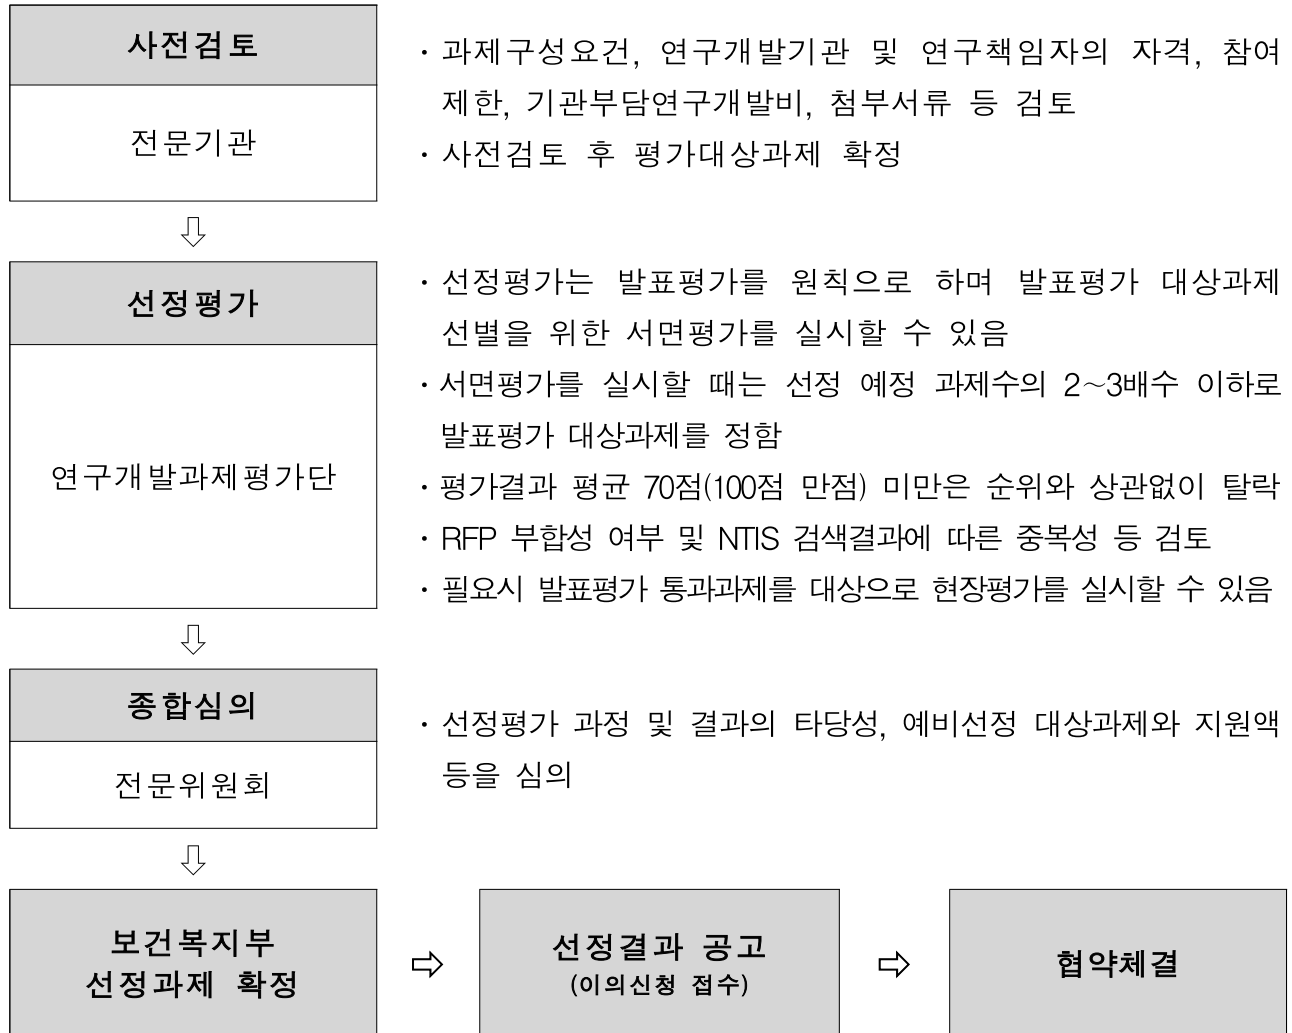 사전검토
전문기관
· 과제구성요건, 연구개발기관 및 연구책임자의 자격, 참여
제한, 기관부담연구개발비, 첨부서류 등 검토
· 사전검토 후 평가대상과제 확정
⇩
선정평가
연구개발과제평가단
· 선정평가는 발표평가를 원칙으로 하며 발표평가 대상과제
선별을 위한 서면평가를 실시할 수 있음
· 서면평가를 실시할 때는 선정 예정 과제수의 2~3배수 이하로
발표평가 대상과제를 정함
· 평가결과 평균 70점(100점 만점) 미만은 순위와 상관없이 탈락
· RFP 부합성 여부 및 NTIS 검색결과에 따른 중복성 등 검토
· 필요시 발표평가 통과과제를 대상으로 현장평가를 실시할 수 있음
⇩
종합심의
전문위원회
· 선정평가 과정 및 결과의 타당성, 예비선정 대상과제와 지원액
등을 심의
⇩
보건복지부
선정과제 확정
⇨
선정결과 공고
(이의신청 접수)
⇨
협약체결